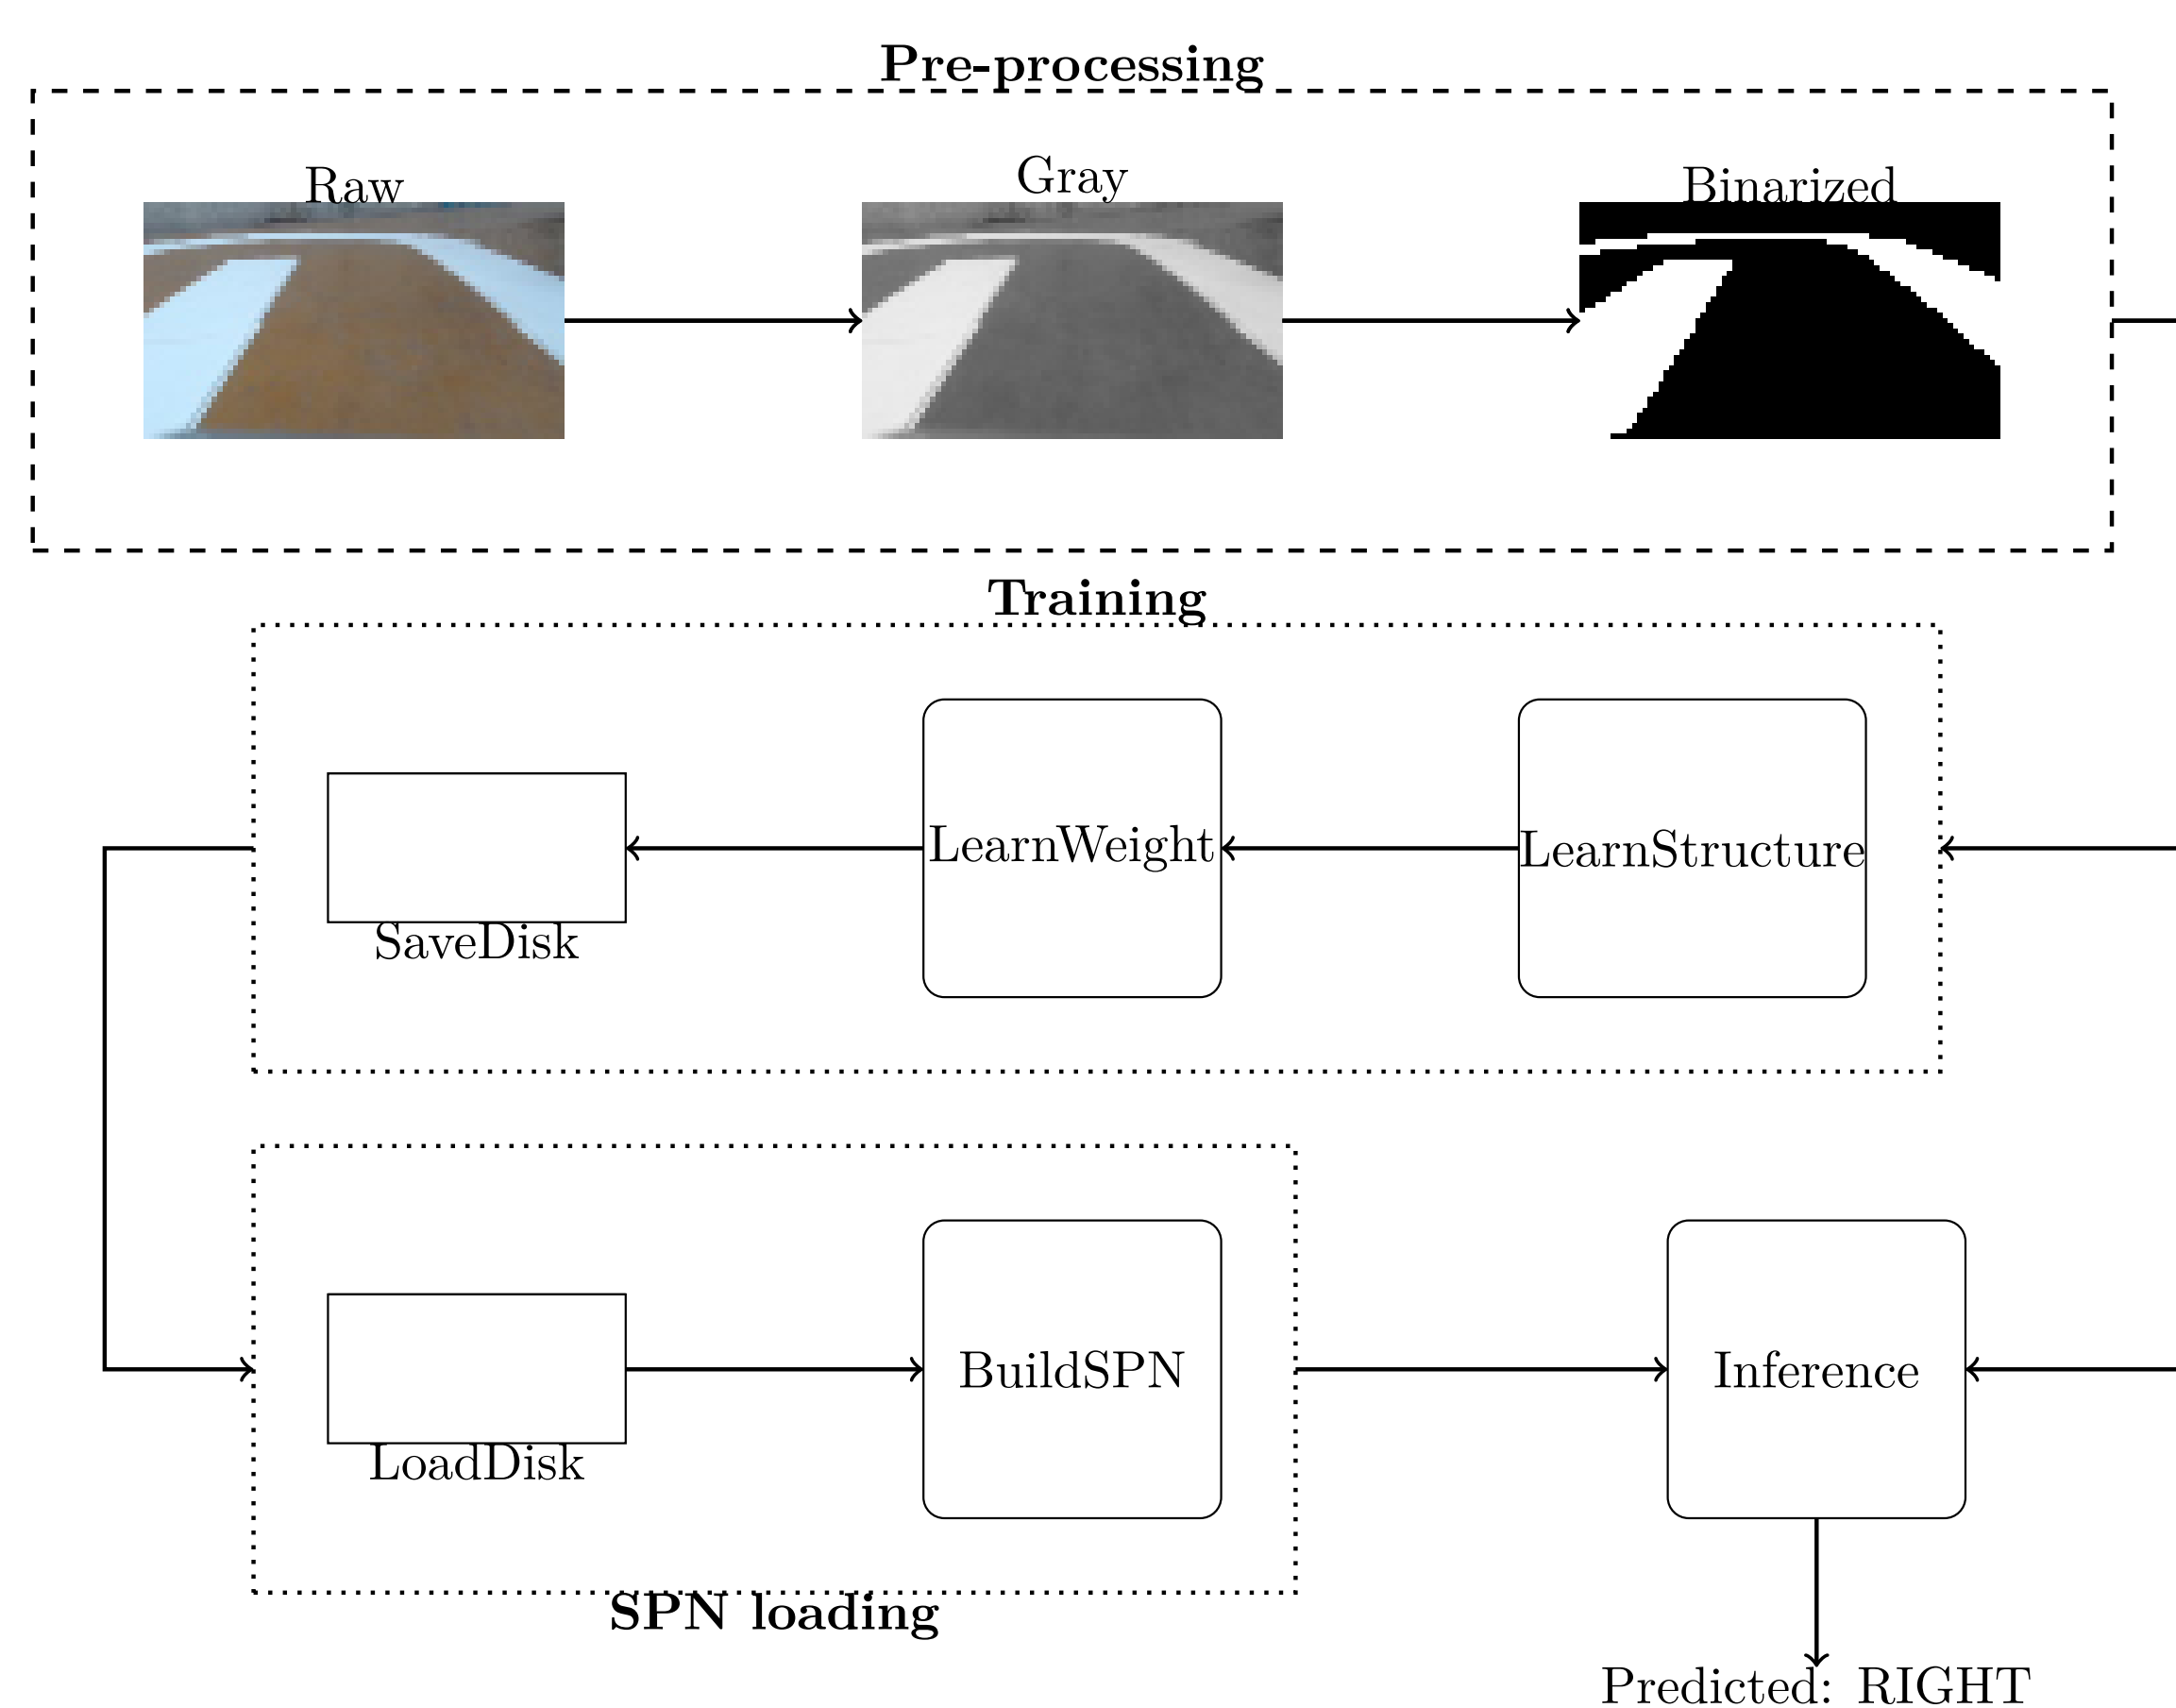 Pre-processing
Raw
Gray
Binarized
Training
LearnWeight
LearnStructure
SaveDisk
BuildSPN
Inference
LoadDisk
SPN loading
Predicted: RIGHT